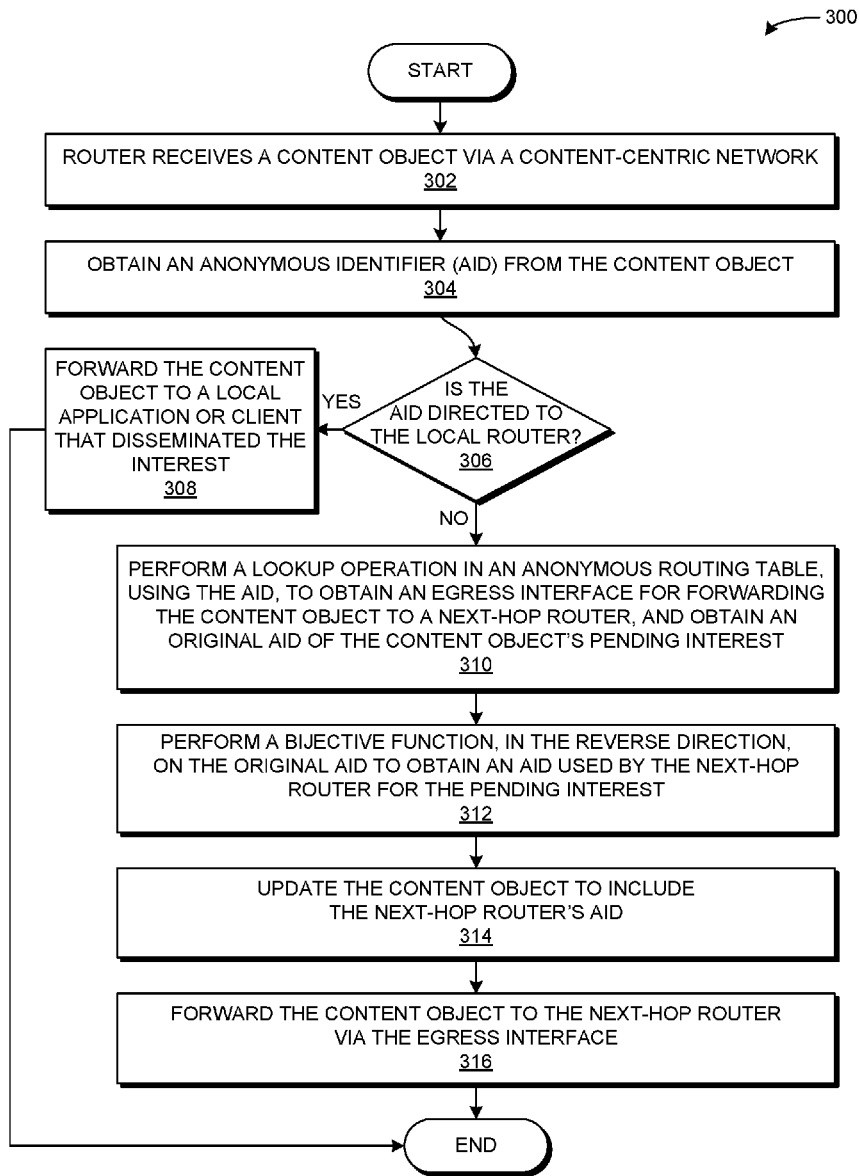 300
START
ROUTER RECEIVES A CONTENT OBJECT VIA A CONTENT-CENTRIC NETWORK
302
OBTAIN AN ANONYMOUS IDENTIFIER (AID) FROM THE CONTENT OBJECT
304
IS THE
AID DIRECTED TO
THE LOCAL ROUTER?
306
YES
FORWARD THE CONTENT
OBJECT TO A LOCAL
APPLICATION OR CLIENT
THAT DISSEMINATED THE
INTEREST
308
NO
PERFORM A LOOKUP OPERATION IN AN ANONYMOUS ROUTING TABLE,
USING THE AID, TO OBTAIN AN EGRESS INTERFACE FOR FORWARDING
THE CONTENT OBJECT TO A NEXT-HOP ROUTER, AND OBTAIN AN
ORIGINAL AID OF THE CONTENT OBJECT'S PENDING INTEREST
310
PERFORM A BIJECTIVE FUNCTION, IN THE REVERSE DIRECTION,
ON THE ORIGINAL AID TO OBTAIN AN AID USED BY THE NEXT-HOP
ROUTER FOR THE PENDING INTEREST
312
UPDATE THE CONTENT OBJECT TO INCLUDE
THE NEXT-HOP ROUTER'S AID
314
FORWARD THE CONTENT OBJECT TO THE NEXT-HOP ROUTER
VIA THE EGRESS INTERFACE
316
END